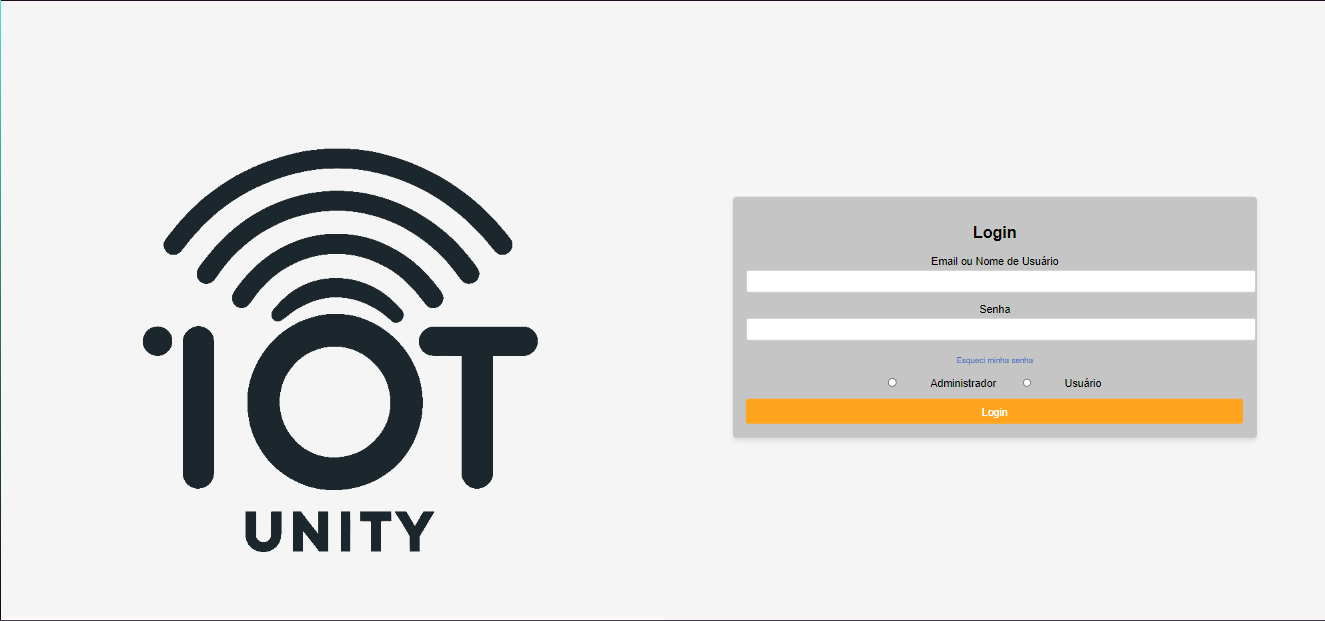 IOT
UNITY
Login
Email ou Nome de Usuário
Senha
Esqueci minha senha
Administrador Usuário
Login